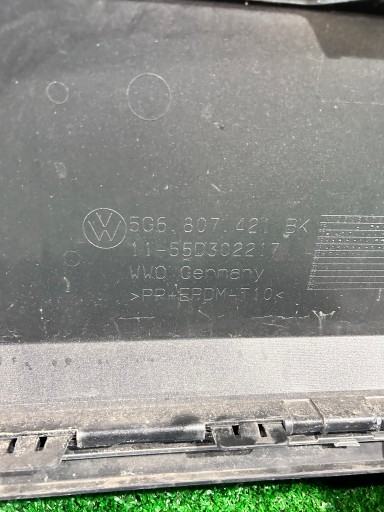 5G6.807.421 BK
11-55D302217
WWO Germany
>PP+EPDM-T10<